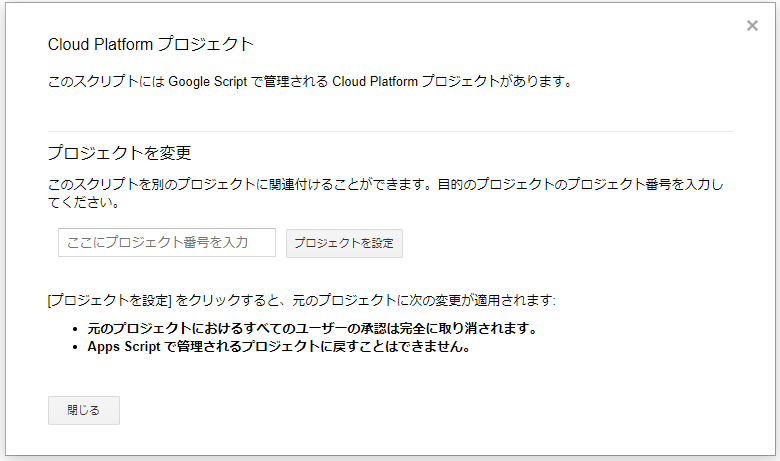 ×
Cloud Platform プロジェクト
このスクリプトには Google Script で管理される Cloud Platform プロジェクトがあります。
プロジェクトを変更
このスクリプトを別のプロジェクトに関連付けることができます。目的のプロジェクトのプロジェクト番号を入力し
てください。
ここにプロジェクト番号を入力 プロジェクトを設定
[プロジェクトを設定] をクリックすると、元のプロジェクトに次の変更が適用されます:
• 元のプロジェクトにおけるすべてのユーザーの承認は完全に取り消されます。
• Apps Script で管理されるプロジェクトに戻すことはできません。
閉じる